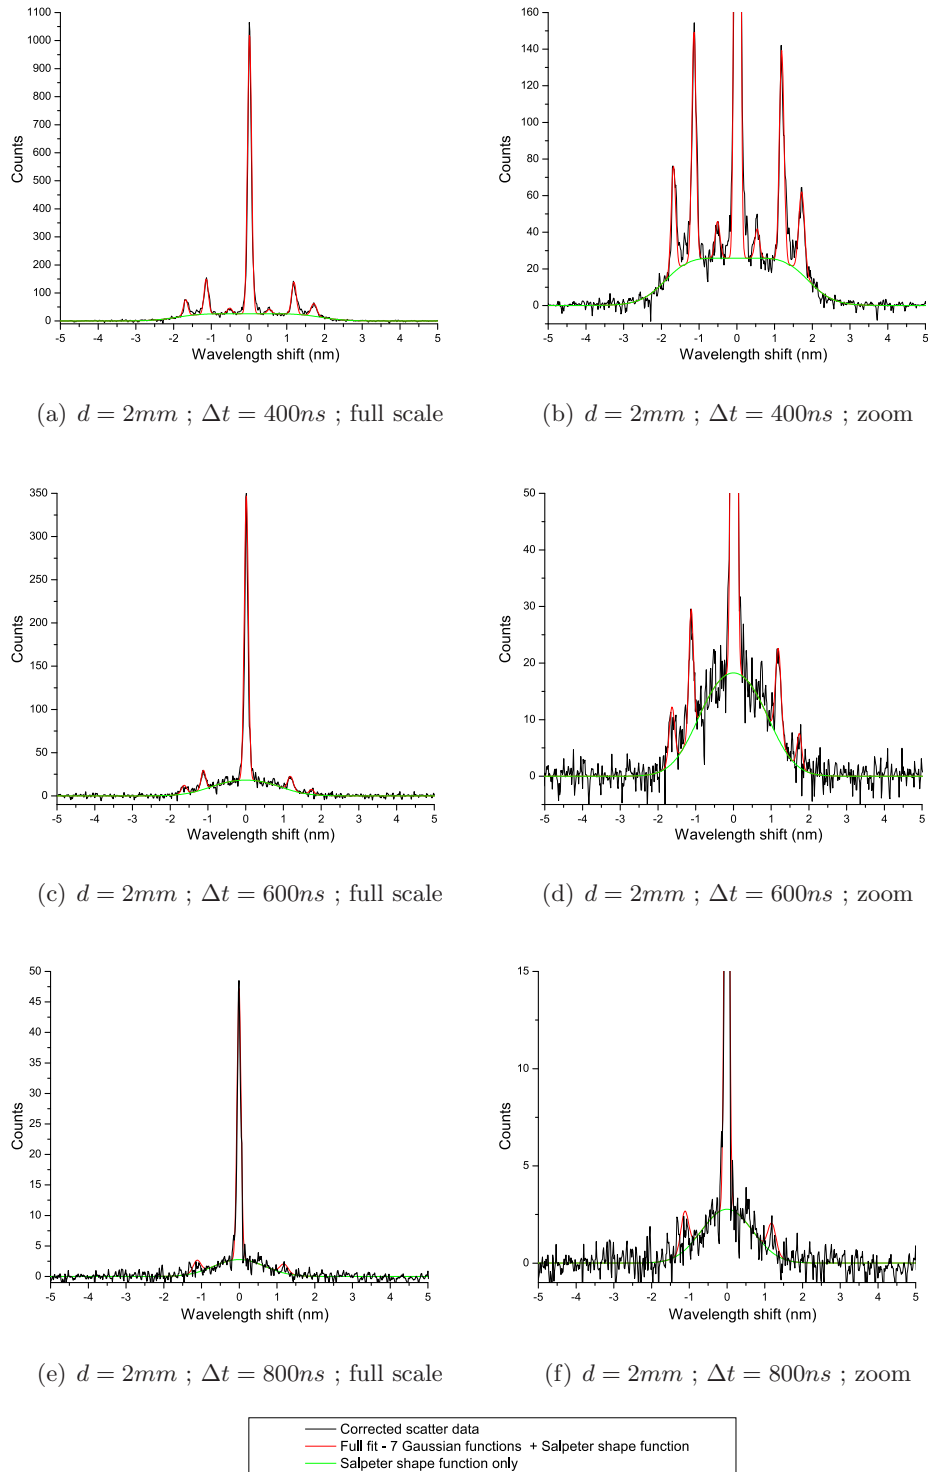 1100
1000
900
800
700
600
500
400
300
200
100
0
Counts
-5 -4 -3 -2 -1 0 1 2 3 4 5
Wavelength shift (nm)
160
140
120
100
80
60
40
20
0
Counts
-5 -4 -3 -2 -1 0 1 2 3 4 5
Wavelength shift (nm)
(a) d = 2mm ; Δt = 400ns ; full scale
(b) d = 2mm ; Δt = 400ns ; zoom
350
300
250
200
150
100
50
0
Counts
-5 -4 -3 -2 -1 0 1 2 3 4 5
Wavelength shift (nm)
50
40
30
20
10
0
Counts
-5 -4 -3 -2 -1 0 1 2 3 4 5
Wavelength shift (nm)
(c) d = 2mm ; Δt = 600ns ; full scale
(d) d = 2mm ; Δt = 600ns ; zoom
50
45
40
35
30
25
20
15
10
5
0
Counts
-5 -4 -3 -2 -1 0 1 2 3 4 5
Wavelength shift (nm)
15
10
5
0
Counts
-5 -4 -3 -2 -1 0 1 2 3 4 5
Wavelength shift (nm)
(e) d = 2mm ; Δt = 800ns ; full scale
(f) d = 2mm ; Δt = 800ns ; zoom
Corrected scatter data
Full fit - 7 Gaussian functions + Salpeter shape function
Salpeter shape function only